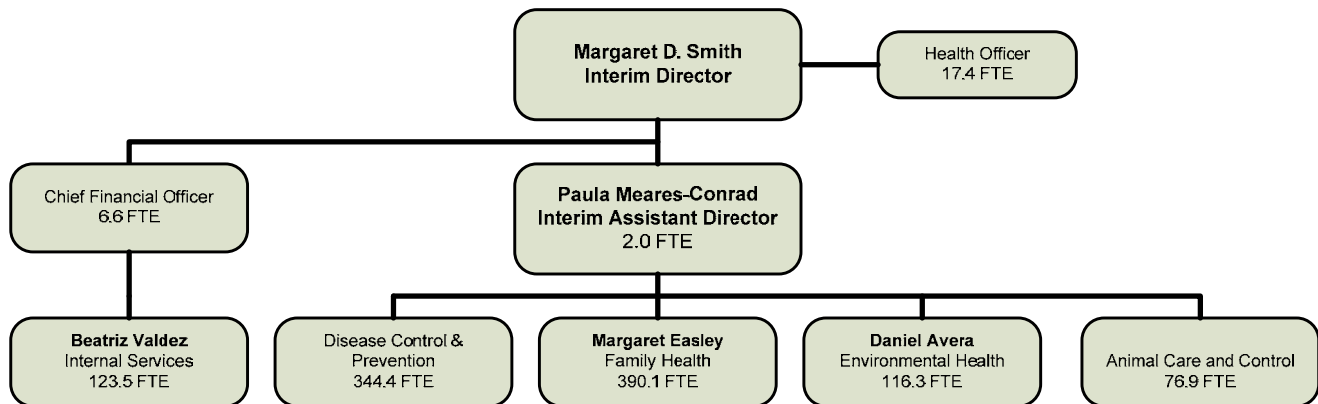 Margaret D. Smith
Interim Director
Health Officer
17.4 FTE
Chief Financial Officer
6.6 FTE
Paula Meares-Conrad
Interim Assistant Director
2.0 FTE
Beatriz Valdez
Internal Services
123.5 FTE
Disease Control &
Prevention
344.4 FTE
Margaret Easley
Family Health
390.1 FTE
Daniel Avera
Environmental Health
116.3 FTE
Animal Care and Control
76.9 FTE